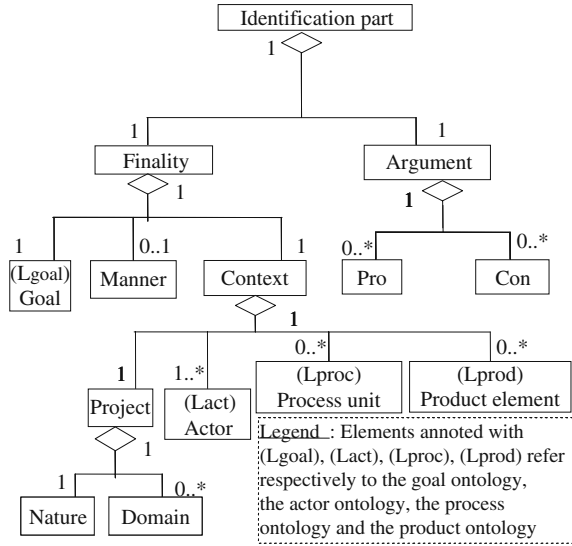 Identification part
1
1
1
Finality
Argument
1
1
1
0..1
1
0..*
0..*
(Lgoal)
Goal
Manner
Context
Pro
Con
1
1
1..*
0..*
0..*
Project
(Lact)
Actor
(Lproc)
Process unit
(Lprod)
Product element
1
1
0..*
Nature
Domain
Legend : Elements annoted with
(Lgoal), (Lact), (Lproc), (Lprod) refer
respectively to the goal ontology,
the actor ontology, the process
ontology and the product ontology